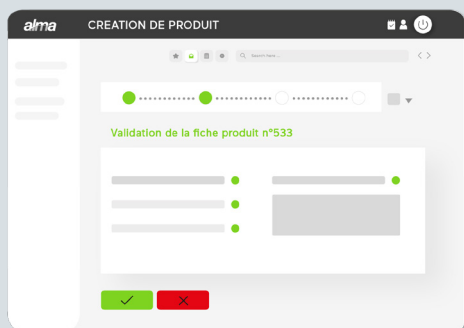 alma
CREATION DE PRODUIT
Search here ...
Validation de la fiche produit n°533